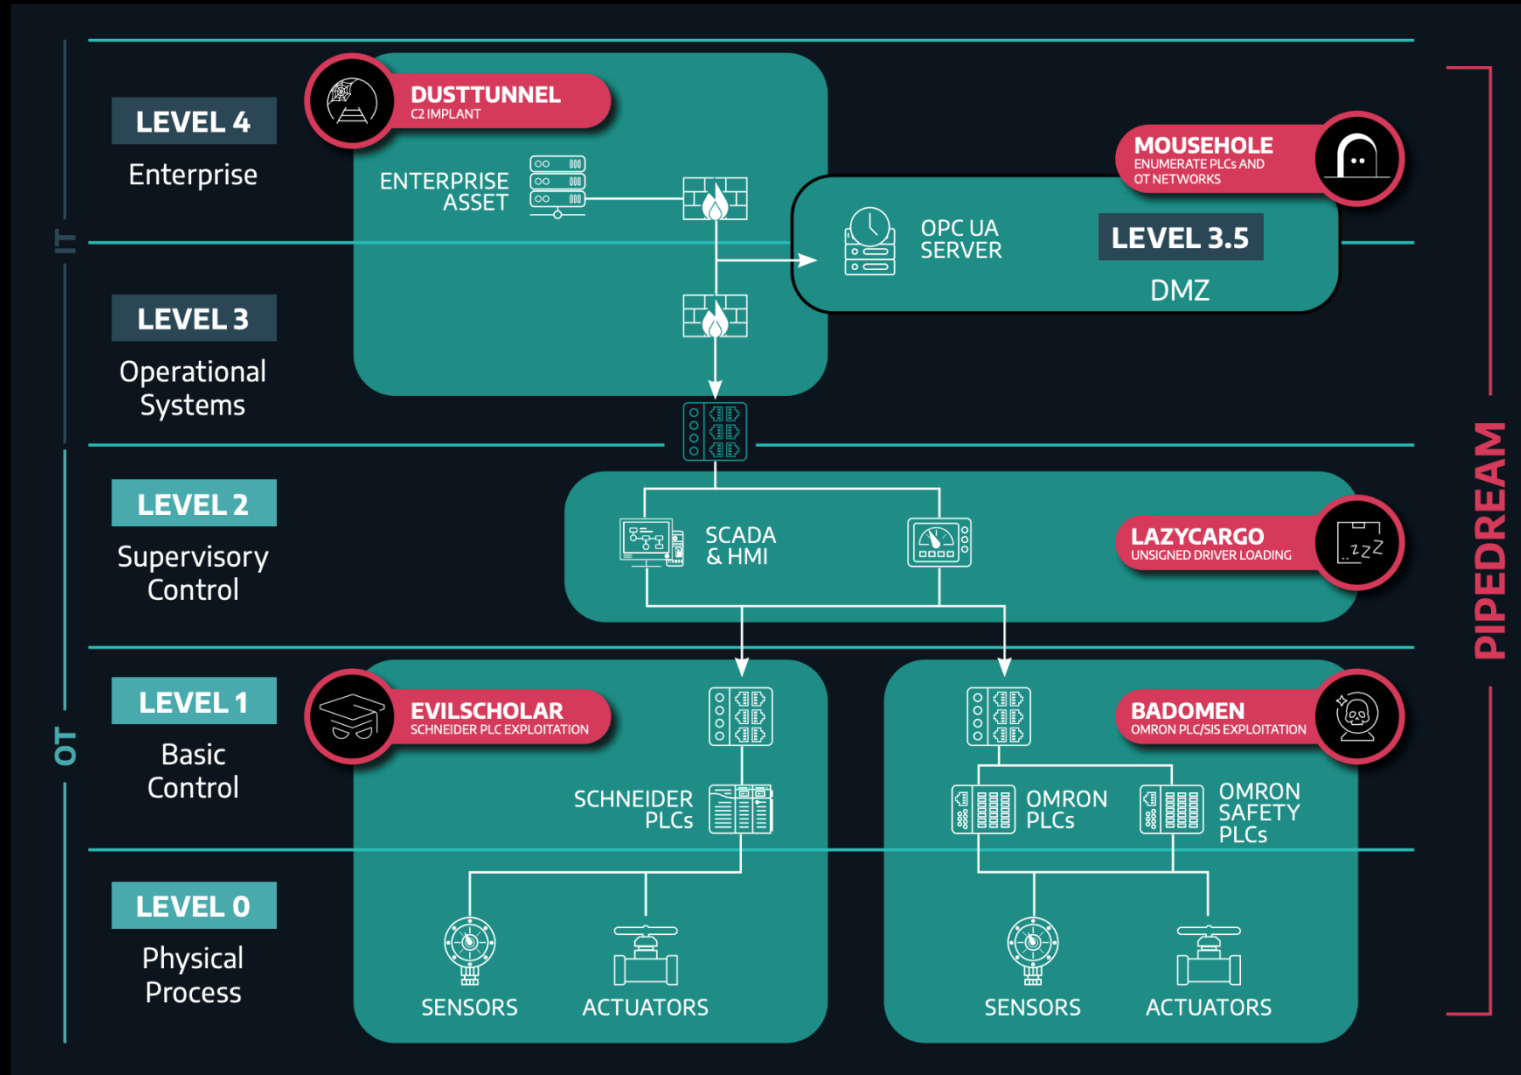 IT
OT
LEVEL 4
Enterprise
DUSTTUNNEL
C2 IMPLANT
ENTERPRISE
ASSET
MOUSEHOLE
ENUMERATE PLCs AND
OT NETWORKS
OPC UA
SERVER
LEVEL 3.5
DMZ
LEVEL 3
Operational
Systems
LEVEL 2
Supervisory
Control
SCADA
& HMI
LAZYCARGO
UNSIGNED DRIVER LOADING
..zzZ
PIPEDREAM
LEVEL 1
Basic
Control
EVILSCHOLAR
SCHNEIDER PLC EXPLOITATION
SCHNEIDER
PLCs
BADOMEN
OMRON PLC/SIS EXPLOITATION
OMRON
PLCs
OMRON
SAFETY
PLCs
LEVEL 0
Physical
Process
SENSORS
ACTUATORS
SENSORS
ACTUATORS